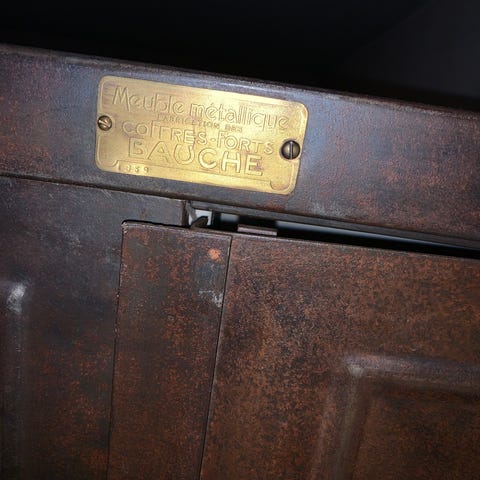 Meuble métallique
FABRICATION DES
COFFRES-FORTS
BAUCHE